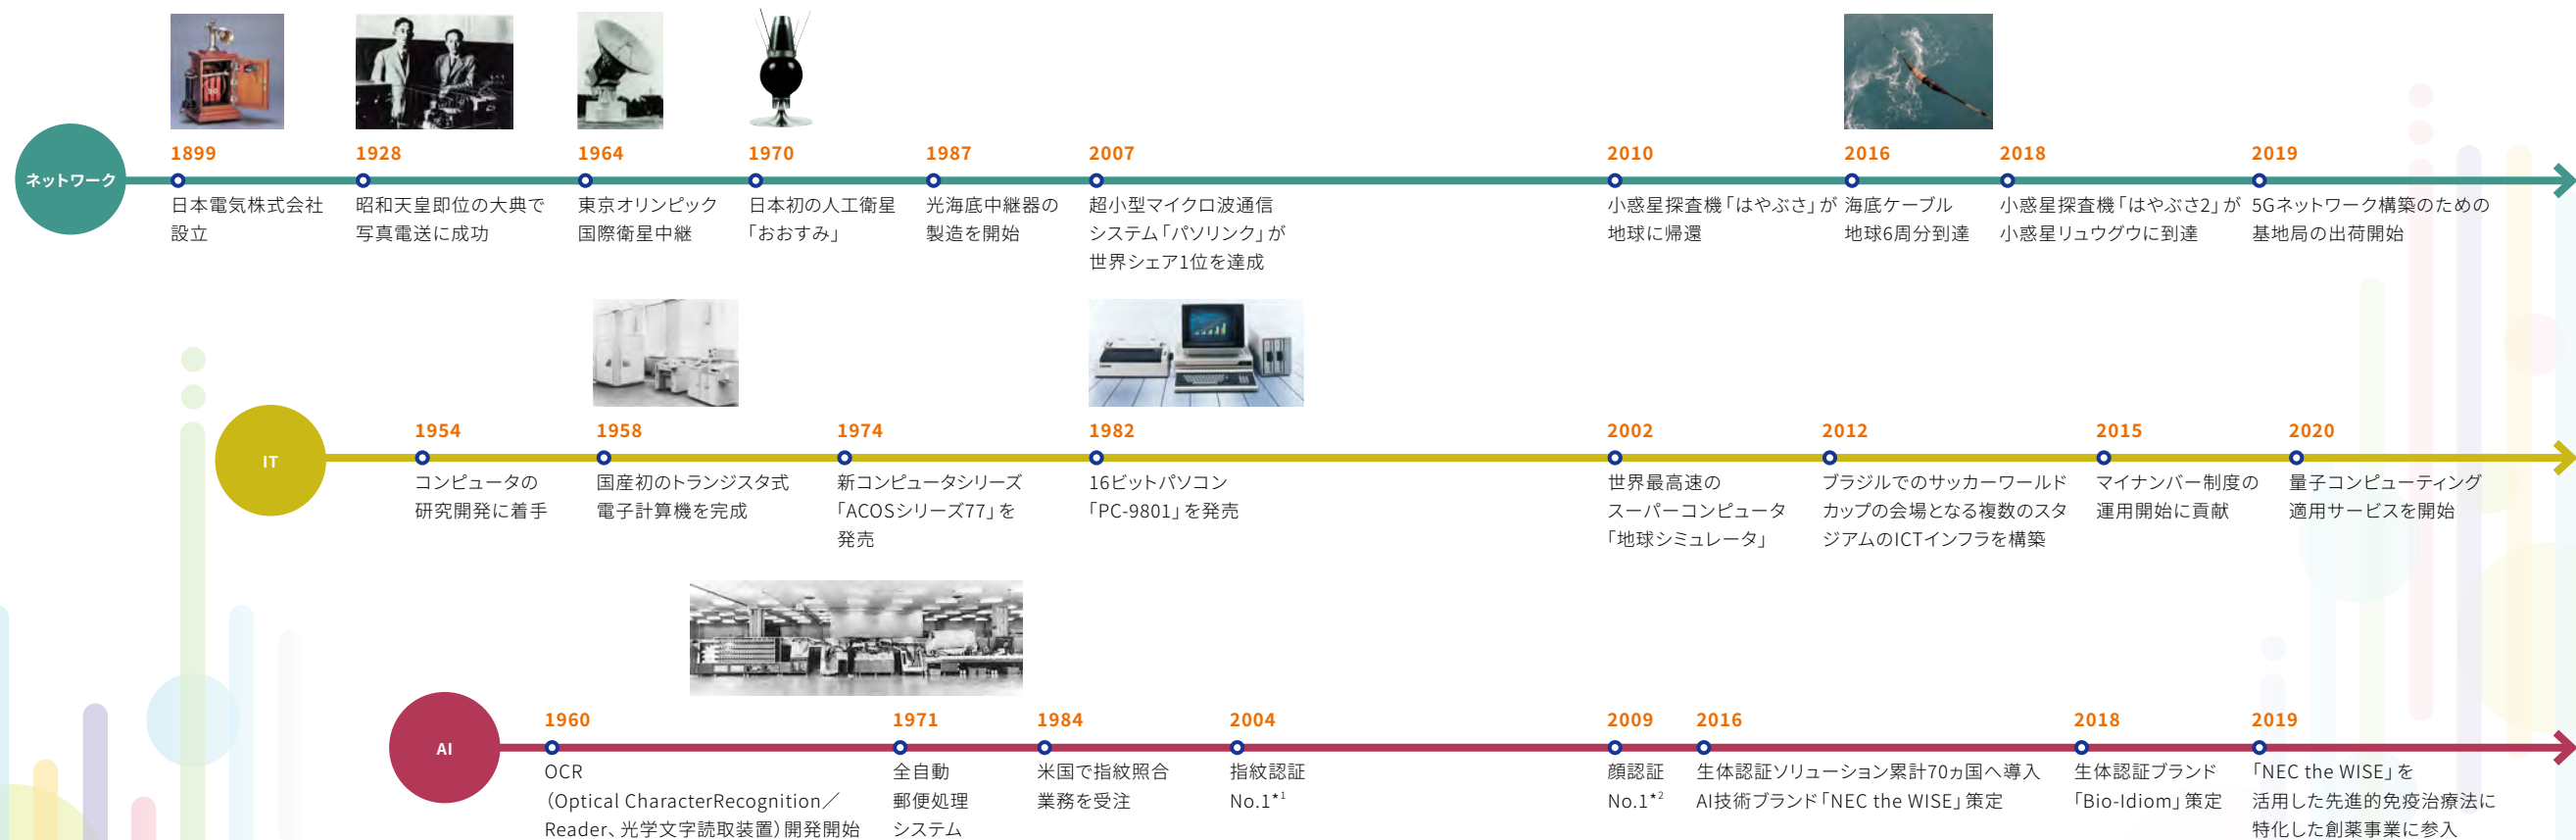 ネットワーク
1899
日本電気株式会社
設立
1928
昭和天皇即位の大典で
写真電送に成功
1964
東京オリンピック
国際衛星中継
1970
日本初の人工衛星
「おおすみ」
1987
光海底中継器の
製造を開始
2007
超小型マイクロ波通信
システム「パソリンク」が
世界シェア1位を達成
2010
小惑星探査機「はやぶさ」が
地球に帰還
2016
海底ケーブル
地球6周分到達
2018
小惑星探査機「はやぶさ2」が
小惑星リュウグウに到達
2019
5Gネットワーク構築のための
基地局の出荷開始
IT
1954
コンピュータの
研究開発に着手
1958
国産初のトランジスタ式
電子計算機を完成
1974
新コンピュータシリーズ
「ACOSシリーズ77」を
発売
1982
16ビットパソコン
「PC-9801」を発売
2002
世界最高速の
スーパーコンピュータ
「地球シミュレータ」
2012
ブラジルでのサッカーワールド
カップの会場となる複数のスタ
ジアムのICTインフラを構築
2015
マイナンバー制度の
運用開始に貢献
2020
量子コンピューティング
適用サービスを開始
AI
1960
OCR
(Optical CharacterRecognition/
Reader、光学文字読取装置)開発開始
1971
全自動
郵便処理
システム
1984
米国で指紋照合
業務を受注
2004
指紋認証
No.1*1
2009
顔認証
No.1*2
2016
生体認証ソリューション累計70ヵ国へ導入
AI技術ブランド「NEC the WISE」策定
2018
生体認証ブランド
「Bio-Idiom」策定
2019
「NEC the WISE」を
活用した先進的免疫治療法に
特化した創薬事業に参入